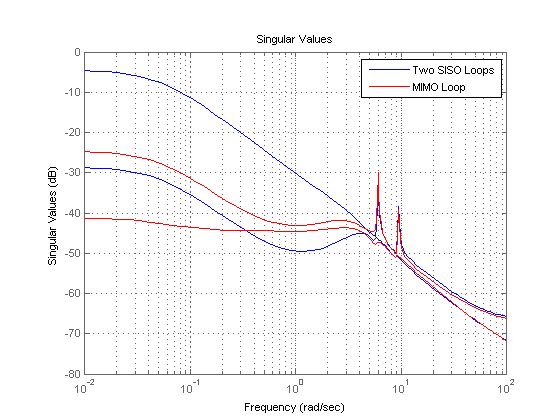 Singular Values
0
-10
-20
-30
-40
-50
-60
-70
-80
Singular Values (dB)
Two SISO Loops
MIMO Loop
10^-2
10^-1
10^0
10^1
10^2
Frequency (rad/sec)